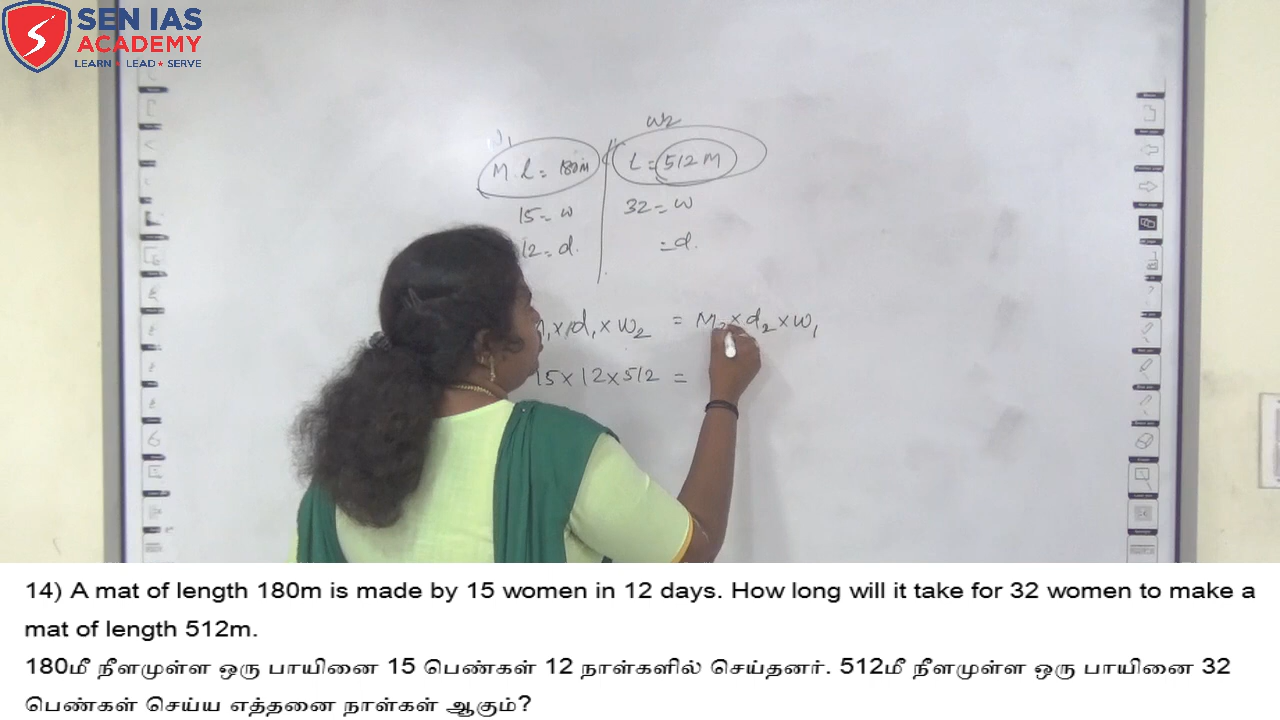 SEN IAS
ACADEMY
LEARN ★ LEAD ★ SERVE
W2
M.L = 180m
L = 512 M
15 = w
32 = w
12 = d.
= d.
M₁ x d₁ x w₂ = M₂ x d₂ x w₁
15 x 12 x 512 =
14) A mat of length 180m is made by 15 women in 12 days. How long will it take for 32 women to make a
mat of length 512m.
180மீ நீளமுள்ள ஒரு பாயினை 15 பெண்கள் 12 நாள்களில் செய்தனர். 512மீ நீளமுள்ள ஒரு பாயினை 32
பெண்கள் செய்ய எத்தனை நாள்கள் ஆகும்?